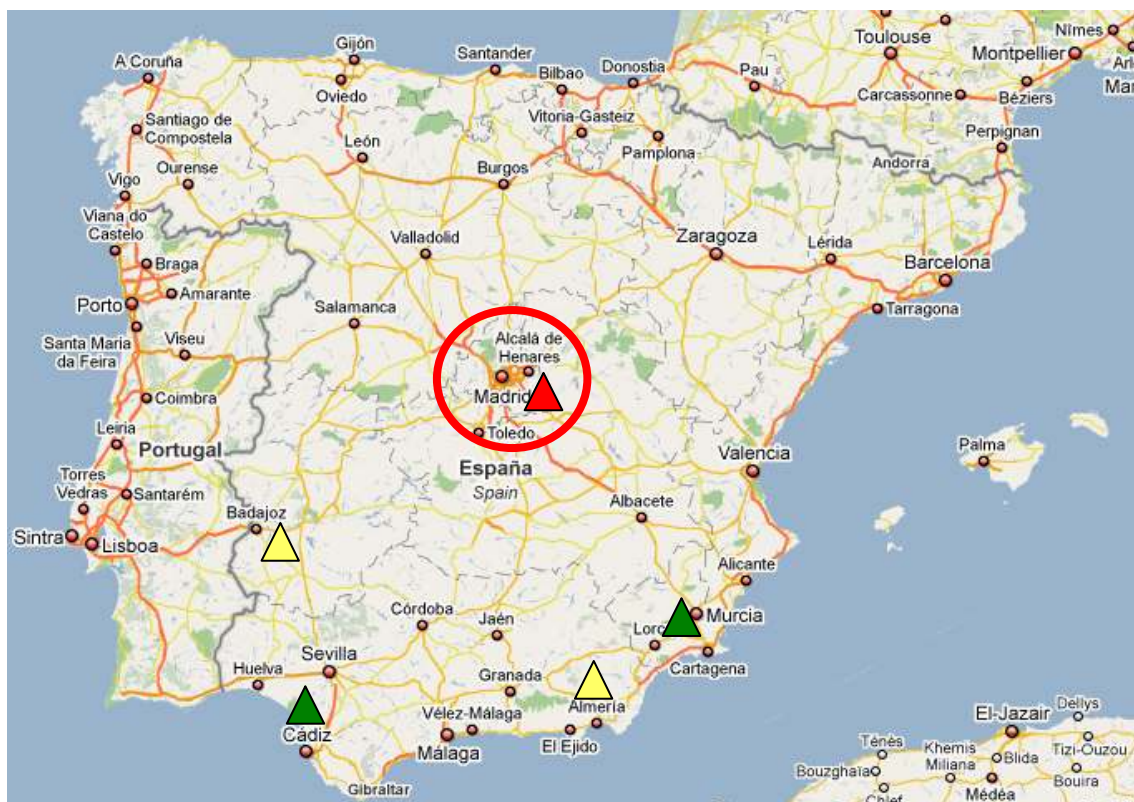 Nîmes
Toulouse
Montpellier
Gijón
Santander
A Coruña
Bilbao
Donostia
Pau
Carcassonne
Béziers
Oviedo
Santiago de
Compostela
Vitoria-Gasteiz
Perpignan
León
Pamplona
Andorra
Ourense
Burgos
Vigo
Viana do
Castelo
Valladolid
Zaragoza
Lérida
Braga
Barcelona
Amarante
Porto
Salamanca
Tarragona
Santa Maria
da Feira
Viseu
Alcalá de
Henares
Madrid
Coimbra
Leiria
Toledo
Portugal
España
Spain
Valencia
Palma
Torres
Vedras
Santarém
Badajoz
Albacete
Sintra
Lisboa
Alicante
Córdoba
Jaén
Murcia
Cartagena
Huelva
Sevilla
Granada
Almería
Vélez-Málaga
Cádiz
Málaga
El Ejido
Gibraltar
Dellys
El-Jazair
Ténès
Khemis
Miliana
Blida
Tizi-Ouzou
Bouzghaïa
Bouira
Médéa